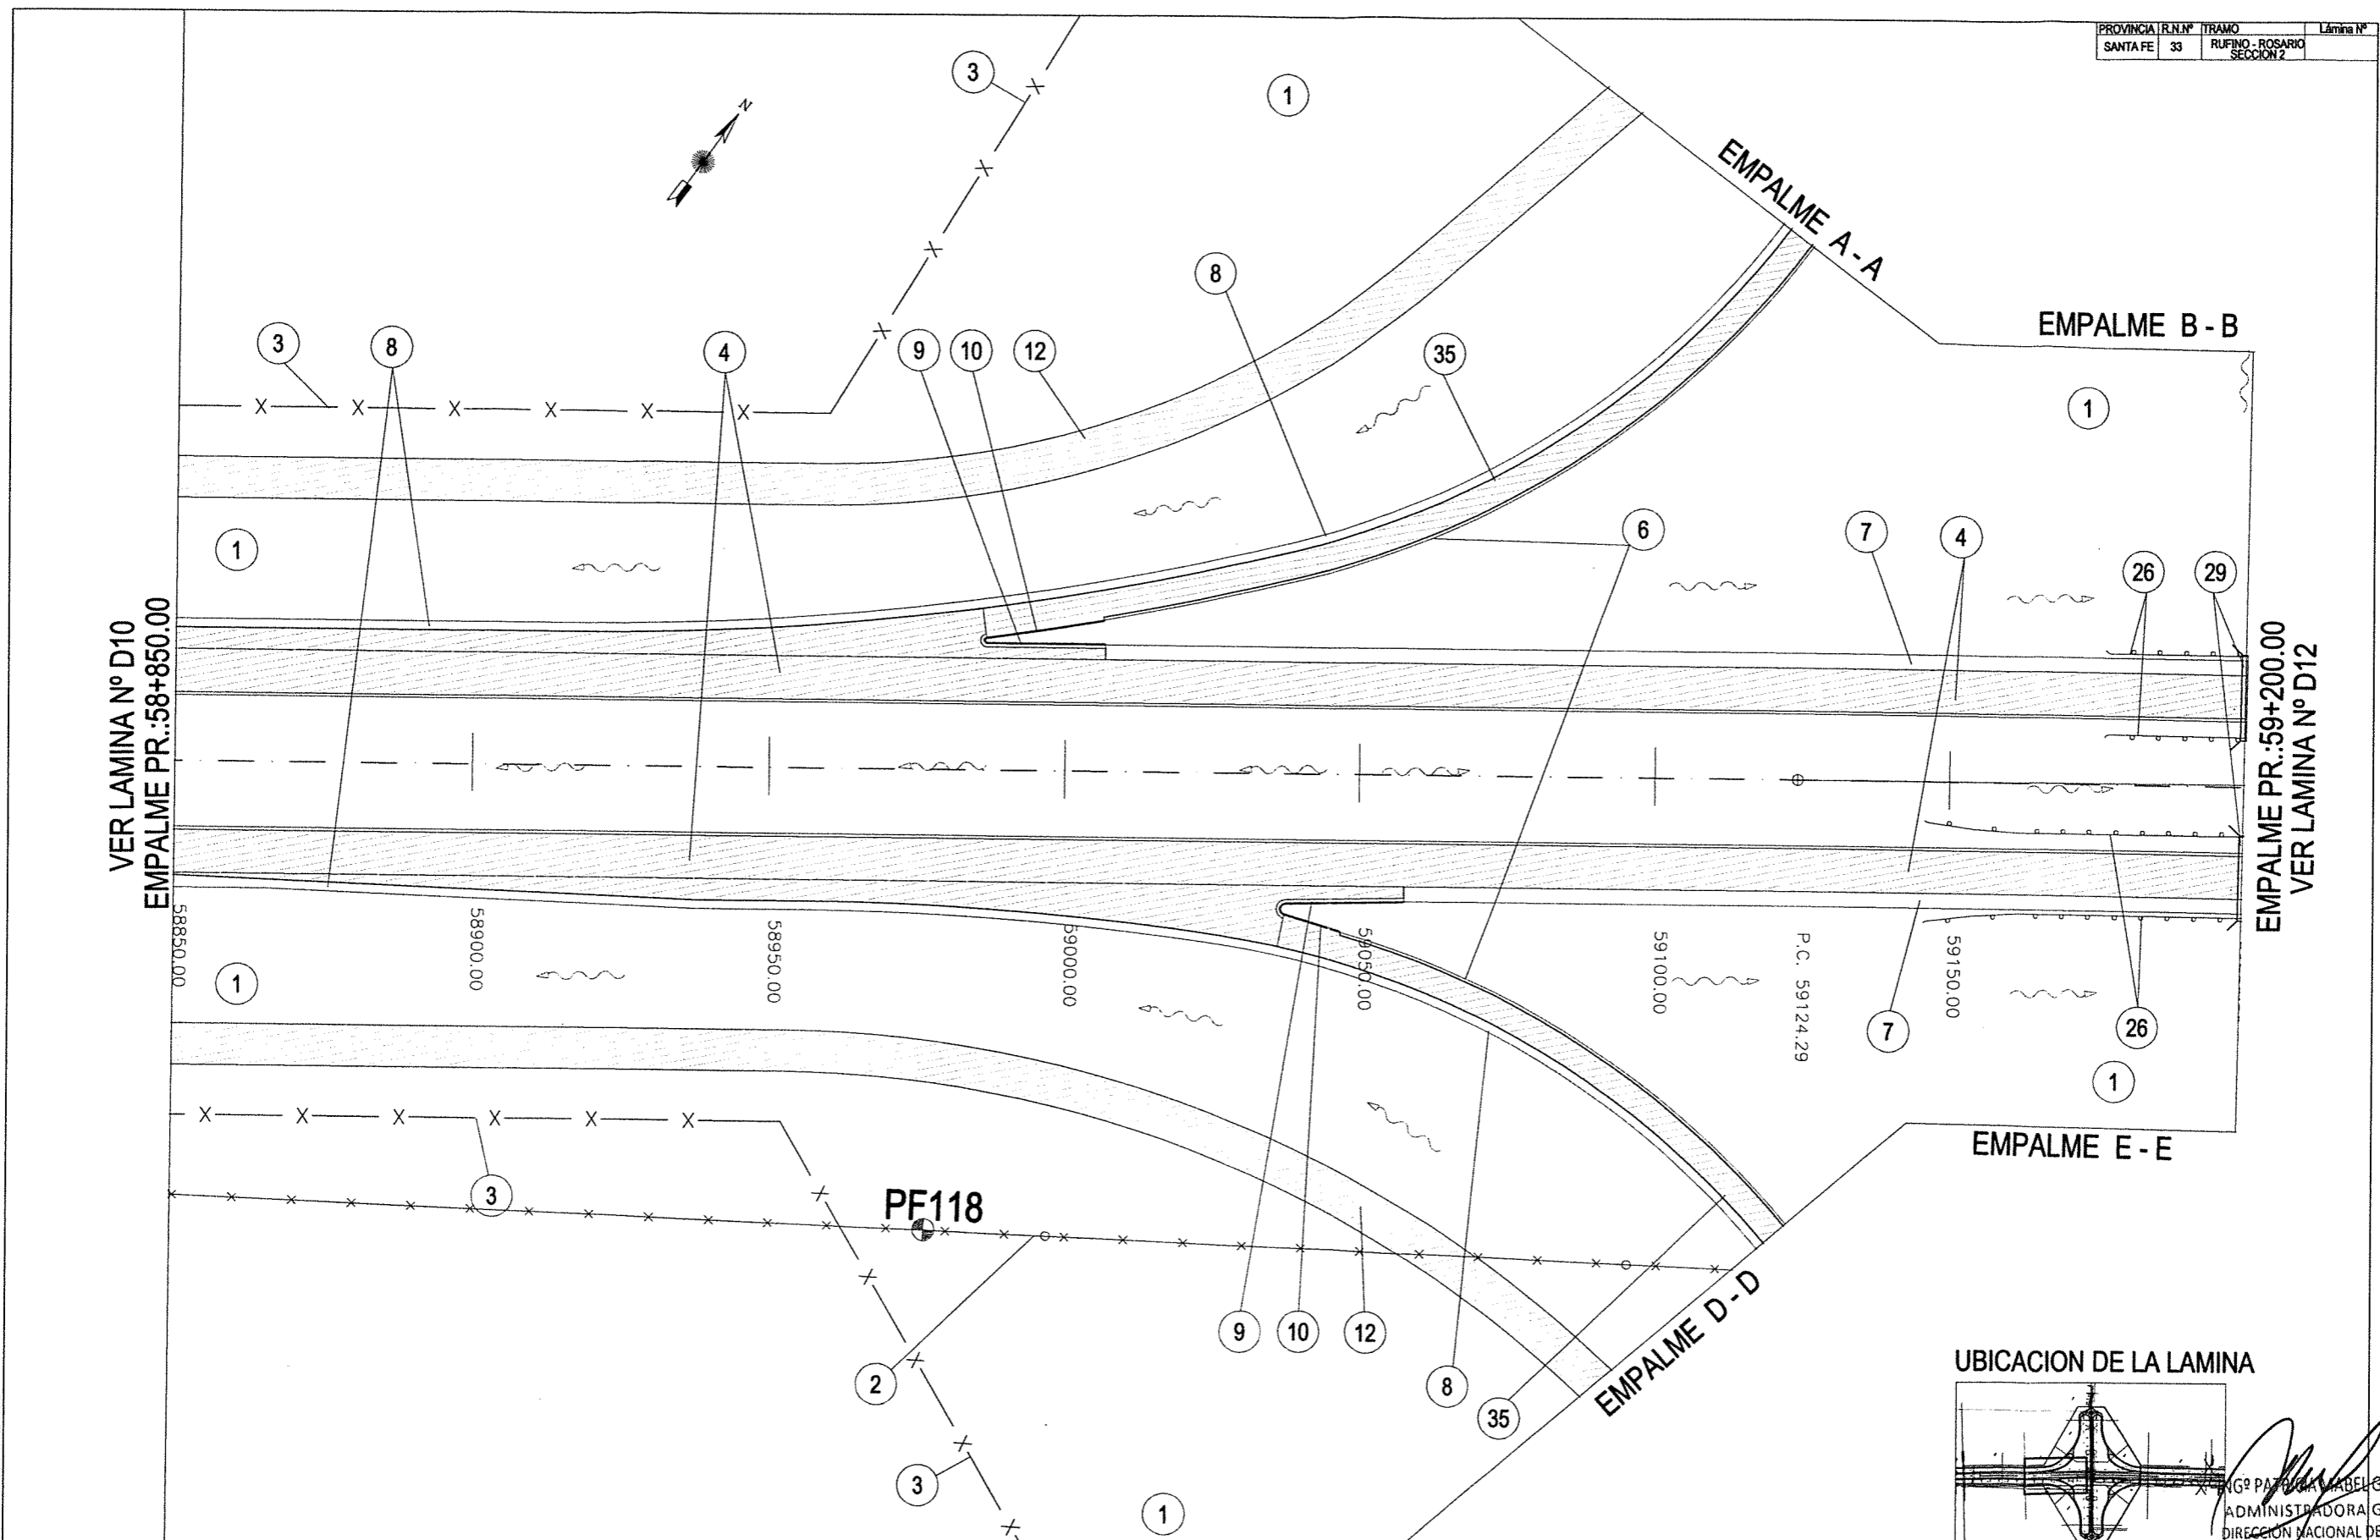 PROVINCIA R.N.Nº TRAMO Lámina Nº
SANTA FE 33 RUFINO - ROSARIO
SECCION 2
N
3
1
EMPALME A - A
8
EMPALME B - B
3
8
4
9
10
12
35
1
1
6
7
4
26
29
VER LAMINA Nº D10
EMPALME PR.:58+850.00
EMPALME PR.:59+200.00
VER LAMINA Nº D12
58850.00
58900.00
58950.00
59000.00
59050.00
59100.00
P.C. 59124.29
59150.00
1
7
26
1
EMPALME E - E
3
PF118
EMPALME D - D
9
10
12
2
8
35
3
1
UBICACION DE LA LAMINA
ADMINISTRADORA G
DIRECCIÓN NACIONAL DE